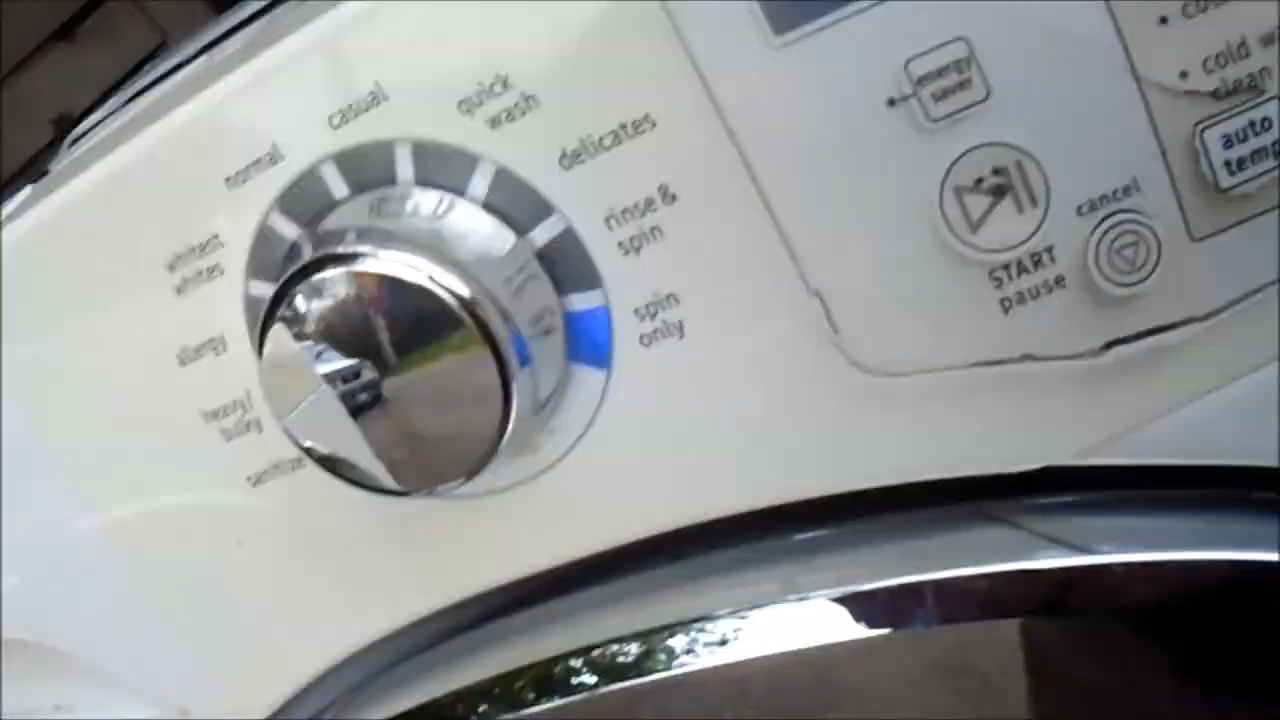 casual
quick
wash
normal
delicates
whitest
whites
rinse &
spin
allergy
spin
only
heavy/
bulky
sanitize
energy
saver
START
pause
cancel
cold
clean
auto
temp